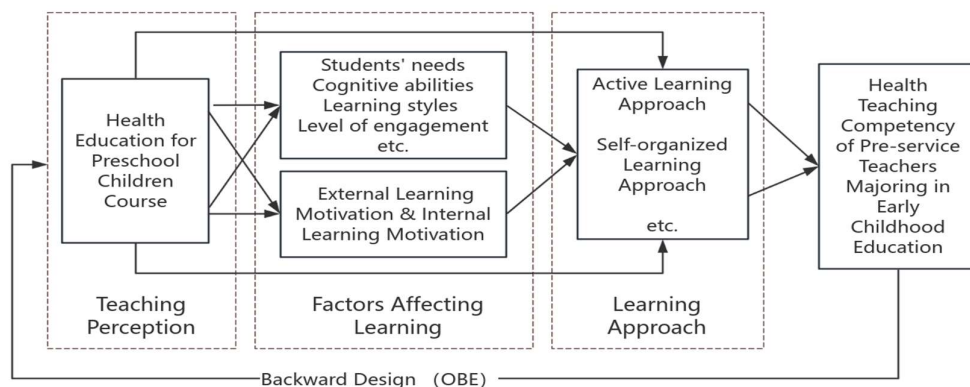 Health
Education for
Preschool
Children
Course
Teaching
Perception
Students' needs
Cognitive abilities
Learning styles
Level of engagement
etc.
External Learning
Motivation & Internal
Learning Motivation
Factors Affecting
Learning
Active Learning
Approach
Self-organized
Learning
Approach
etc.
Learning
Approach
Health
Teaching
Competency
of Pre-service
Teachers
Majoring in
Early
Childhood
Education
Backward Design （OBE）